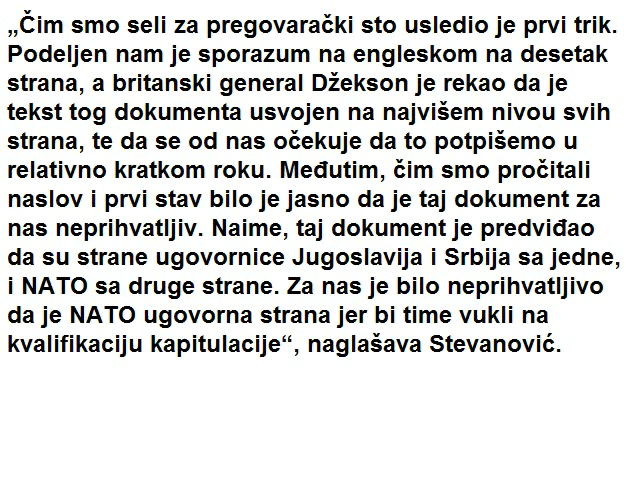 „Čim smo seli za pregovarački sto usledio je prvi trik.
Podeljen nam je sporazum na engleskom na desetak
strana, a britanski general Džekson je rekao da je
tekst tog dokumenta usvojen na najvišem nivou svih
strana, te da se od nas očekuje da to potpišemo u
relativno kratkom roku. Međutim, čim smo pročitali
naslov i prvi stav bilo je jasno da je taj dokument za
nas neprihvatljiv. Naime, taj dokument je predviđao
da su strane ugovornice Jugoslavija i Srbija sa jedne,
i NATO sa druge strane. Za nas je bilo neprihvatljivo
da je NATO ugovorna strana jer bi time vukli na
kvalifikaciju kapitulacije“, naglašava Stevanović.